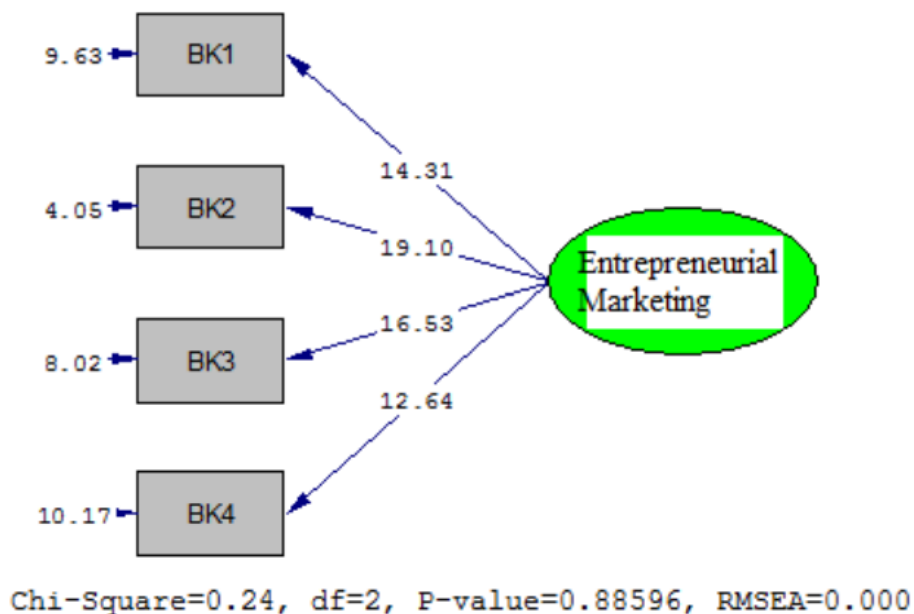 9.63 BK1
14.31
4.05 BK2
19.10
Entrepreneurial
Marketing
16.53
8.02 BK3
12.64
10.17 BK4
Chi-Square=0.24, df=2, P-value=0.88596, RMSEA=0.000